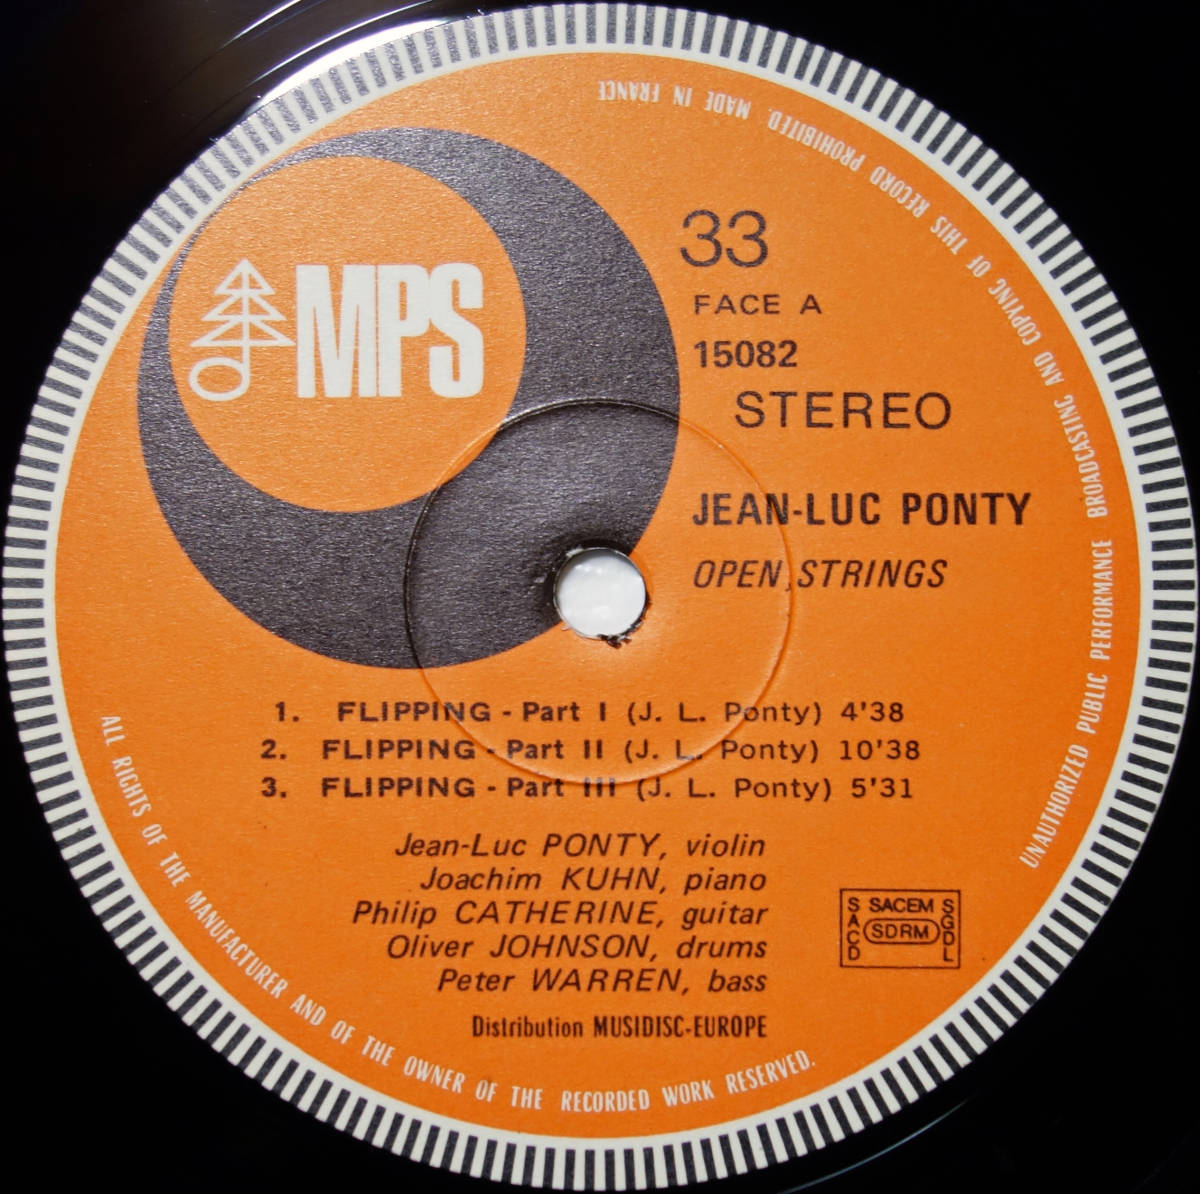 MPS
33
FACE A
15082
STEREO
JEAN-LUC PONTY
OPEN STRINGS
1. FLIPPING - Part I (J. L. Ponty) 4'38
2. FLIPPING - Part II (J. L. Ponty) 10'38
3. FLIPPING - Part III (J. L. Ponty) 5'31
Jean-Luc PONTY, violin
Joachim KUHN, piano
Philip CATHERINE, guitar
Oliver JOHNSON, drums
Peter WARREN, bass
Distribution MUSIDISC-EUROPE
SACD SACEM SDRM SGDL
ALL RIGHTS OF THE MANUFACTURER AND OF THE OWNER OF THE RECORDED WORK RESERVED.
UNAUTHORIZED PUBLIC PERFORMANCE BROADCASTING AND COPYING OF THIS RECORD PROHIBITED. MADE IN FRANCE